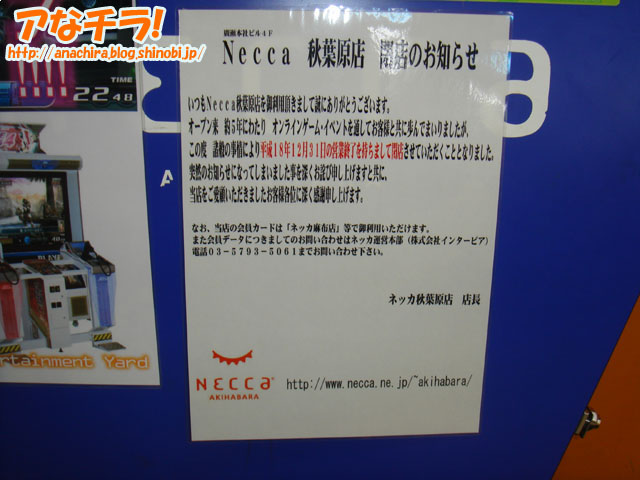 アなチラ!
http://anachira.blog.shinobi.jp/
TIME
22 48
A
PLAYE
rtainment Yard
本社ビル4F
Necca 秋葉原店 閉店のお知らせ
いつもNecca秋葉原店を御利用頂きまして誠にありがとうございます。
オープン来 約5年にわたり オンラインゲーム・イベントを通してお客様と共に歩んでまいりましたが、
この度 諸般の事情により平成18年12月31日の営業終了を持ちまして閉店させていただくこととなりました。
突然のお知らせになってしまいました事を深くお詫び申し上げますと共に、
当店をご愛顧いただきましたお客様各位に深く感謝申し上げます。
なお、当店の会員カードは「ネッカ麻布店」等で御利用いただけます。
また会員データにつきましてのお問い合わせはネッカ運営本部（株式会社インターピア）
電話03-5793-5061までお問い合わせ下さい。
ネッカ秋葉原店 店長
NECCA
AKIHABARA
http://www.necca.ne.jp/~akihabara/